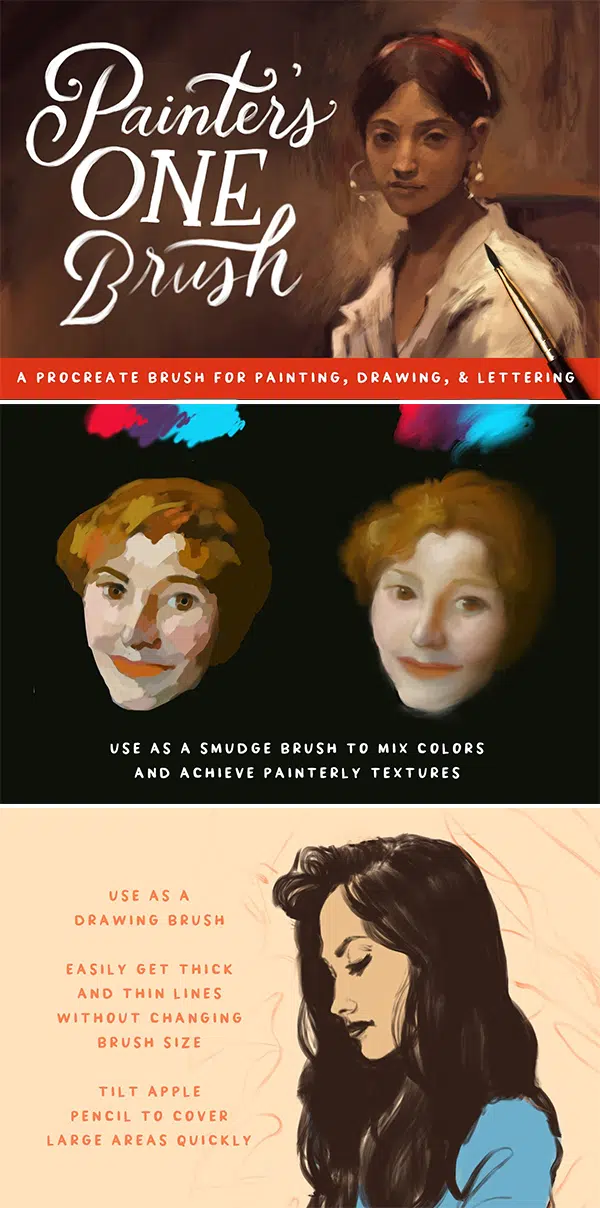 Painter's
ONE
Brush
A PROCREATE BRUSH FOR PAINTING, DRAWING, & LETTERING
USE AS A SMUDGE BRUSH TO MIX COLORS
AND ACHIEVE PAINTERLY TEXTURES
USE AS A
DRAWING BRUSH
EASILY GET THICK
AND THIN LINES
WITHOUT CHANGING
BRUSH SIZE
TILT APPLE
PENCIL TO COVER
LARGE AREAS QUICKLY